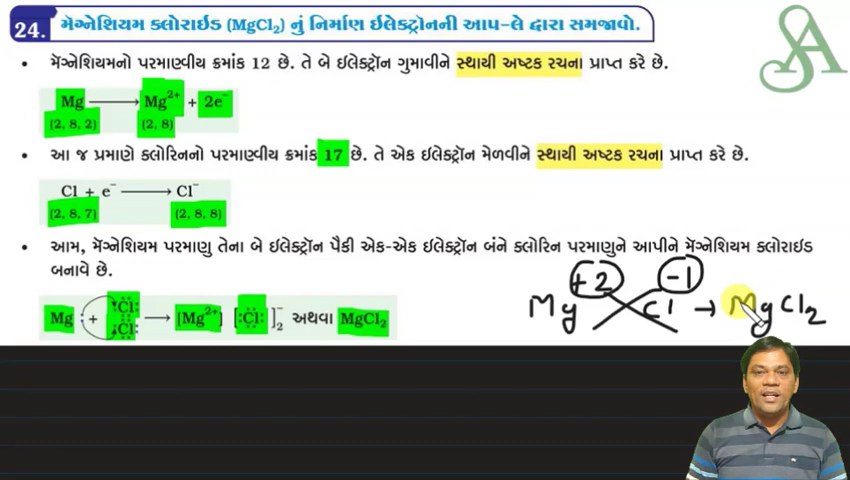 24. મૅગ્નેશિયમ ક્લોરાઇડ (MgCl2) નું નિર્માણ ઇલેક્ટ્રોનની આપ-લે દ્વારા સમજાવો.
• મૅગ્નેશિયમનો પરમાણ્વીય ક્રમાંક 12 છે. તે બે ઇલેક્ટ્રૉન ગુમાવીને સ્થાયી અષ્ટક રચના પ્રાપ્ત કરે છે.
Mg ⟶ Mg²⁺ + 2e⁻
(2, 8, 2) (2, 8)
• આ જ પ્રમાણે ક્લોરિનનો પરમાણ્વીય ક્રમાંક 17 છે. તે એક ઇલેક્ટ્રૉન મેળવીને સ્થાયી અષ્ટક રચના પ્રાપ્ત કરે છે.
Cl + e⁻ ⟶ Cl⁻
(2, 8, 7) (2, 8, 8)
• આમ, મૅગ્નેશિયમ પરમાણુ તેના બે ઇલેક્ટ્રૉન પૈકી એક-એક ઇલેક્ટ્રૉન બંને ક્લોરિન પરમાણુને આપીને મૅગ્નેશિયમ ક્લોરાઇડ
બનાવે છે.
Mg : + Cl Cl ⟶ [Mg²⁺] [Cl]₂⁻ અથવા MgCl₂
+2 -1
Mg Cl → MgCl₂
SA